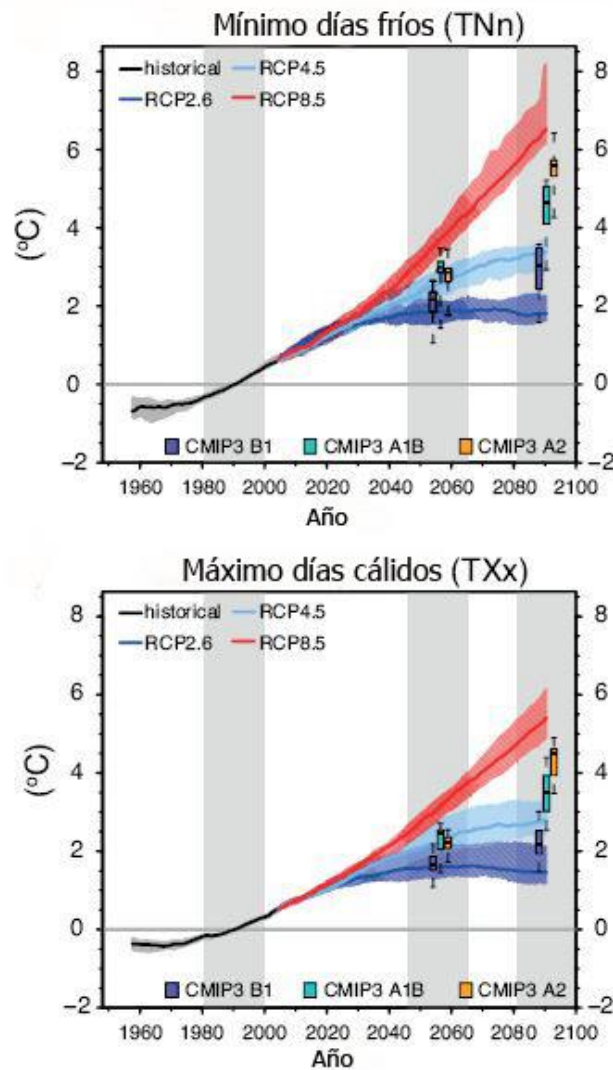 Mínimo días fríos (TNn)
8
6
4
2
0
−2
(ºC)
historical
RCP4.5
RCP2.6
RCP8.5
8
6
4
2
0
−2
CMIP3 B1
CMIP3 A1B
CMIP3 A2
1960 1980 2000 2020 2040 2060 2080 2100
Año
Máximo días cálidos (TXx)
8
6
4
2
0
−2
(ºC)
historical
RCP4.5
RCP2.6
RCP8.5
8
6
4
2
0
−2
CMIP3 B1
CMIP3 A1B
CMIP3 A2
1960 1980 2000 2020 2040 2060 2080 2100
Año